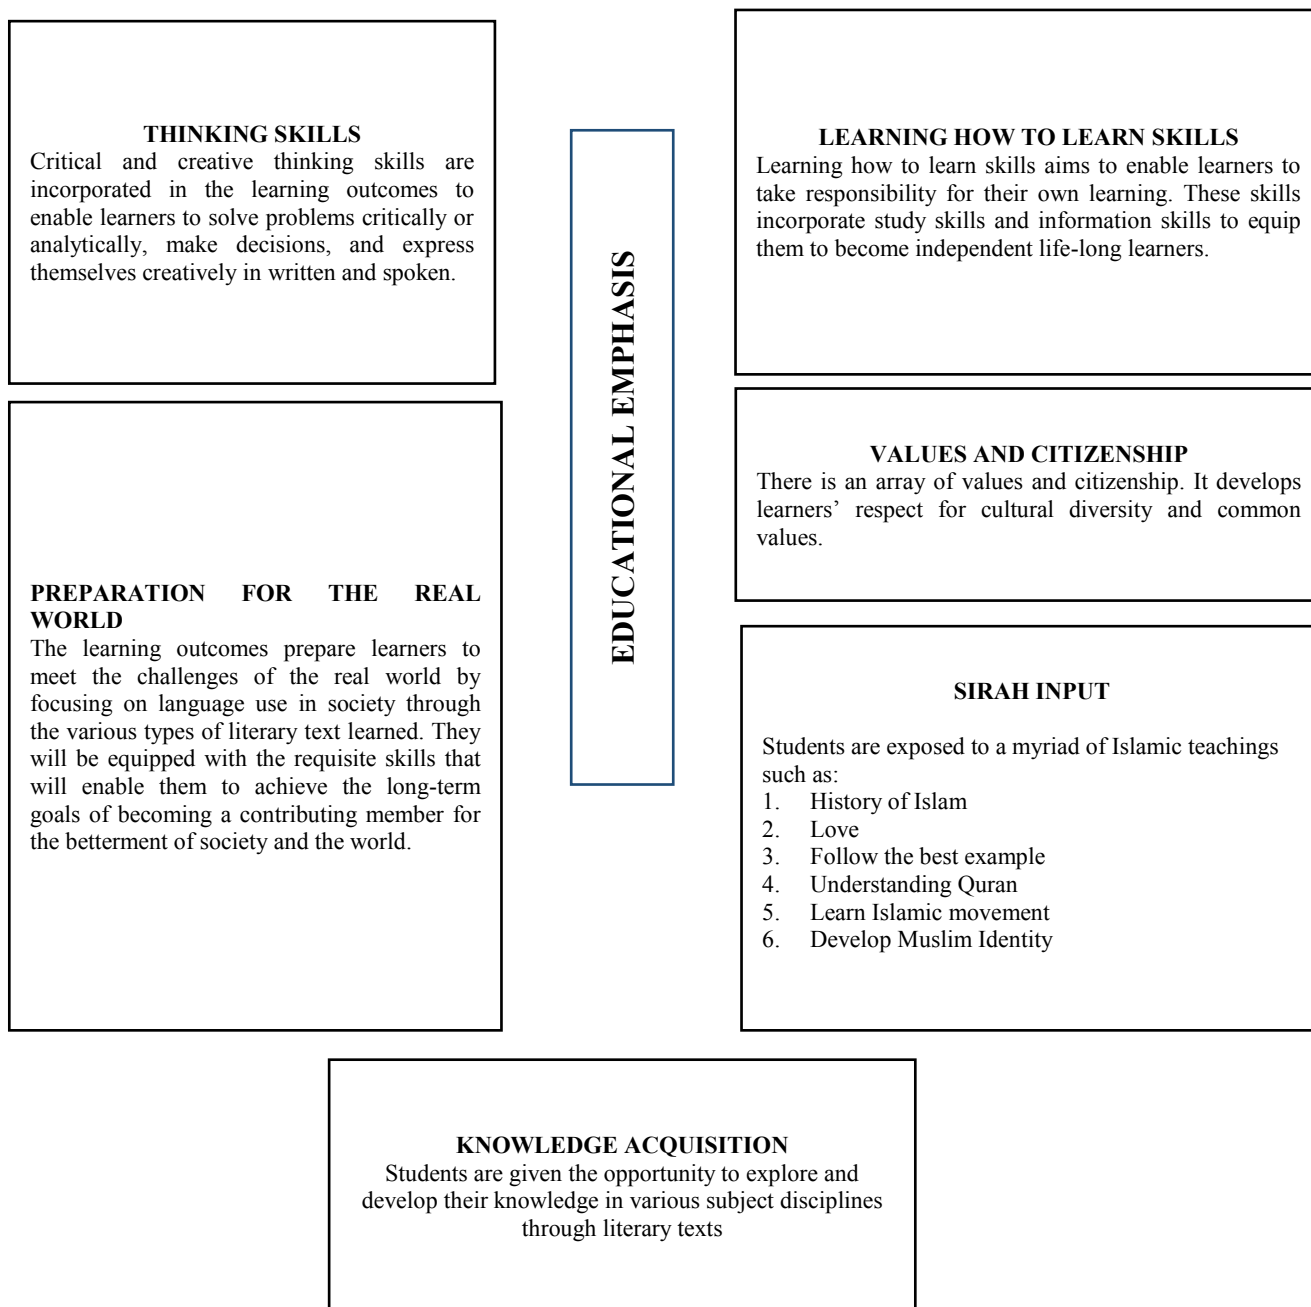 THINKING SKILLS
Critical and creative thinking skills are
incorporated in the learning outcomes to
enable learners to solve problems critically or
analytically, make decisions, and express
themselves creatively in written and spoken.
PREPARATION FOR THE REAL
WORLD
The learning outcomes prepare learners to
meet the challenges of the real world by
focusing on language use in society through
the various types of literary text learned. They
will be equipped with the requisite skills that
will enable them to achieve the long-term
goals of becoming a contributing member for
the betterment of society and the world.
EDUCATIONAL EMPHASIS
LEARNING HOW TO LEARN SKILLS
Learning how to learn skills aims to enable learners to
take responsibility for their own learning. These skills
incorporate study skills and information skills to equip
them to become independent life-long learners.
VALUES AND CITIZENSHIP
There is an array of values and citizenship. It develops
learners’ respect for cultural diversity and common
values.
SIRAH INPUT
Students are exposed to a myriad of Islamic teachings
such as:
1. History of Islam
2. Love
3. Follow the best example
4. Understanding Quran
5. Learn Islamic movement
6. Develop Muslim Identity
KNOWLEDGE ACQUISITION
Students are given the opportunity to explore and
develop their knowledge in various subject disciplines
through literary texts